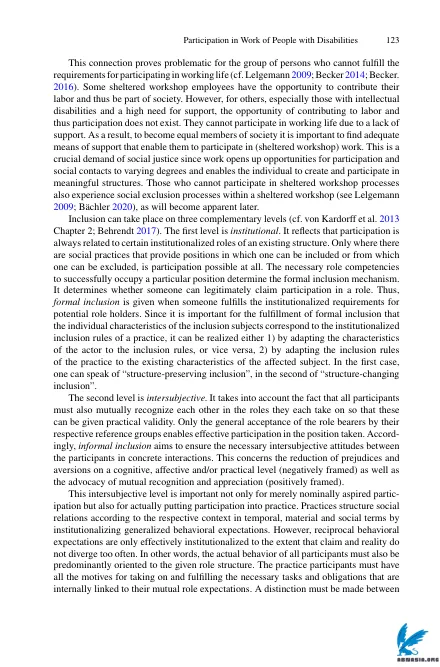 Participation in Work of People with Disabilities 123
This connection proves problematic for the group of persons who cannot fulfill the
requirements for participating in working life (cf. Lelgemann 2009; Becker 2014; Becker.
2016). Some sheltered workshop employees have the opportunity to contribute their
labor and thus be part of society. However, for others, especially those with intellectual
disabilities and a high need for support, the opportunity of contributing to labor and
thus participation does not exist. They cannot participate in working life due to a lack of
support. As a result, to become equal members of society it is important to find adequate
means of support that enable them to participate in (sheltered workshop) work. This is a
crucial demand of social justice since work opens up opportunities for participation and
social contacts to varying degrees and enables the individual to create and participate in
meaningful structures. Those who cannot participate in sheltered workshop processes
also experience social exclusion processes within a sheltered workshop (see Lelgemann
2009; Bächler 2020), as will become apparent later.
Inclusion can take place on three complementary levels (cf. von Kardorff et al. 2013
Chapter 2; Behrendt 2017). The first level is institutional. It reflects that participation is
always related to certain institutionalized roles of an existing structure. Only where there
are social practices that provide positions in which one can be included or from which
one can be excluded, is participation possible at all. The necessary role competencies
to successfully occupy a particular position determine the formal inclusion mechanism.
It determines whether someone can legitimately claim participation in a role. Thus,
formal inclusion is given when someone fulfills the institutionalized requirements for
potential role holders. Since it is important for the fulfillment of formal inclusion that
the individual characteristics of the inclusion subjects correspond to the institutionalized
inclusion rules of a practice, it can be realized either 1) by adapting the characteristics
of the actor to the inclusion rules, or vice versa, 2) by adapting the inclusion rules
of the practice to the existing characteristics of the affected subject. In the first case,
one can speak of “structure-preserving inclusion”, in the second of “structure-changing
inclusion”.
The second level is intersubjective. It takes into account the fact that all participants
must also mutually recognize each other in the roles they each take on so that these
can be given practical validity. Only the general acceptance of the role bearers by their
respective reference groups enables effective participation in the position taken. Accord-
ingly, informal inclusion aims to ensure the necessary intersubjective attitudes between
the participants in concrete interactions. This concerns the reduction of prejudices and
aversions on a cognitive, affective and/or practical level (negatively framed) as well as
the advocacy of mutual recognition and appreciation (positively framed).
This intersubjective level is important not only for merely nominally aspired partic-
ipation but also for actually putting participation into practice. Practices structure social
relations according to the respective context in temporal, material and social terms by
institutionalizing generalized behavioral expectations. However, reciprocal behavioral
expectations are only effectively institutionalized to the extent that claim and reality do
not diverge too often. In other words, the actual behavior of all participants must also be
predominantly oriented to the given role structure. The practice participants must have
all the motives for taking on and fulfilling the necessary tasks and obligations that are
internally linked to their mutual role expectations. A distinction must be made between